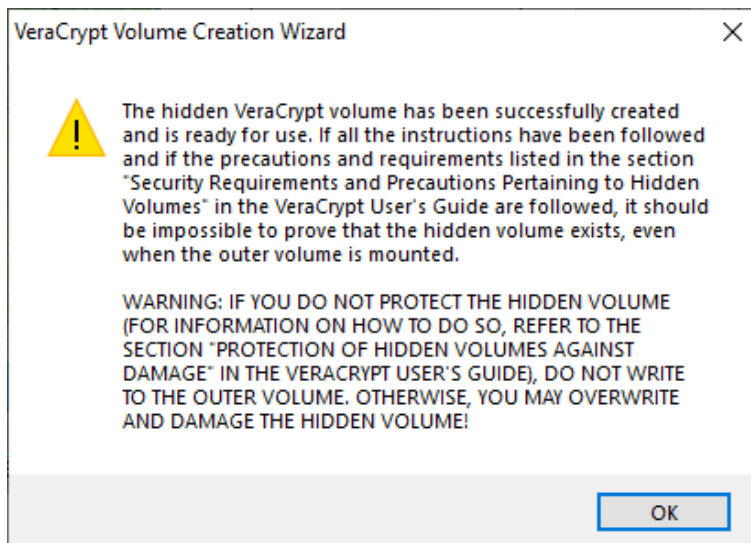 VeraCrypt Volume Creation Wizard
The hidden VeraCrypt volume has been successfully created
and is ready for use. If all the instructions have been followed
and if the precautions and requirements listed in the section
"Security Requirements and Precautions Pertaining to Hidden
Volumes" in the VeraCrypt User's Guide are followed, it should
be impossible to prove that the hidden volume exists, even
when the outer volume is mounted.
WARNING: IF YOU DO NOT PROTECT THE HIDDEN VOLUME
(FOR INFORMATION ON HOW TO DO SO, REFER TO THE
SECTION "PROTECTION OF HIDDEN VOLUMES AGAINST
DAMAGE" IN THE VERACRYPT USER'S GUIDE), DO NOT WRITE
TO THE OUTER VOLUME. OTHERWISE, YOU MAY OVERWRITE
AND DAMAGE THE HIDDEN VOLUME!
OK